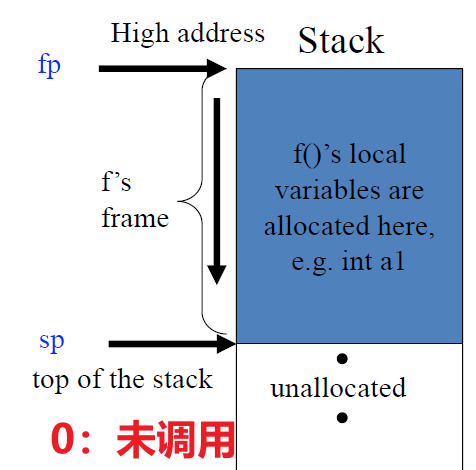 High address
Stack
fp
f()’s local
variables are
allocated here,
e.g. int a1
f’s
frame
sp
top of the stack
unallocated
0：未调用